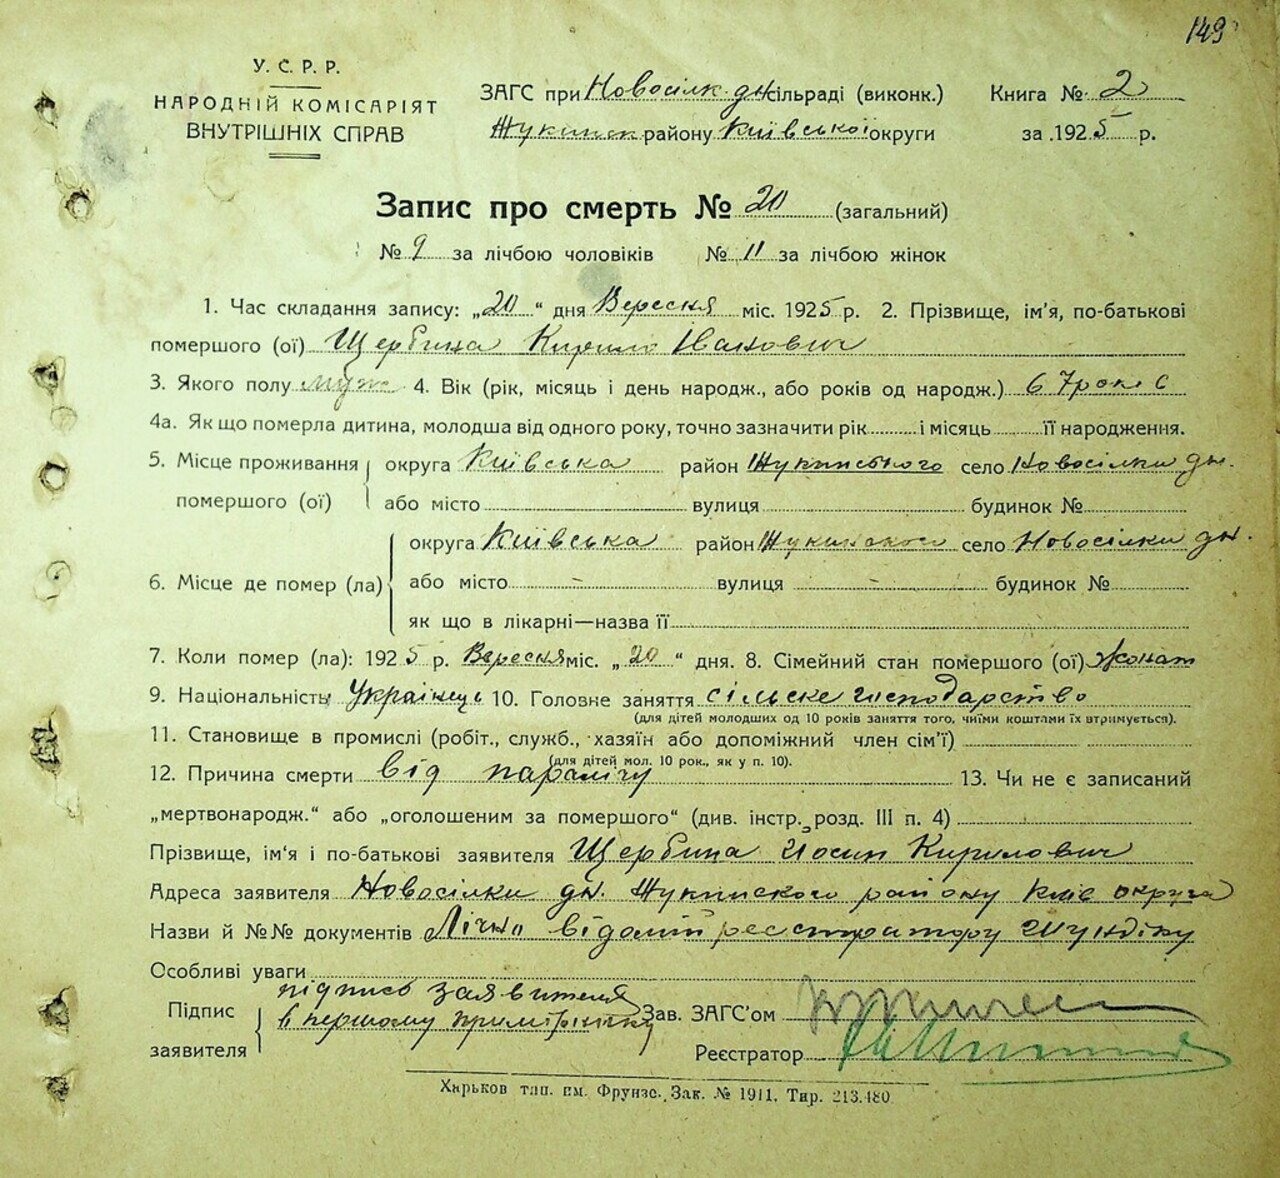 149
У. С. Р. Р.
НАРОДНІЙ КОМІСАРІЯТ
ВНУТРІШНІХ СПРАВ
ЗАГС при Новосілк. дн. сільраді (виконк.) Книга № 2
Жукинск району Київської округи за 1925 р.
Запис про смерть № 20 (загальний)
№ 9 за лічбою чоловіків № 11 за лічбою жінок
1. Час складання запису: „20" дня Вересня міс. 1925 р. 2. Прізвище, ім'я, по-батькові
помершого (ої) Щербина Кирило Іванович
3. Якого полу муж 4. Вік (рік, місяць і день народж., або років од народж.) 67 рокіс
4а. Як що померла дитина, молодша від одного року, точно зазначити рік і місяць її народження.
5. Місце проживання помершого (ої) округа Київська район Жукинського село Новосілки дн.
або місто вулиця будинок №
6. Місце де помер (ла) округа Київська район Жукинского село Новосілки дн.
або місто – вулиця – будинок №
як що в лікарні—назва її
7. Коли помер (ла): 1925 р. Вересня міс. „20" дня. 8. Сімейний стан помершого (ої) Жонат
9. Національність Українець 10. Головне заняття сільске господарство
(для дітей молодших од 10 років заняття того, чиїми коштами їх втримується).
11. Становище в промислі (робіт., служб., хазяїн або допоміжний член сім'ї)
(для дітей мол. 10 рок., як у п. 10).
12. Причина смерти від паралічу 13. Чи не є записаний
„мертвонародж." або „оголошеним за помершого" (див. інстр. розд. III п. 4)
Прізвище, ім'я і по-батькові заявителя Щербина Йосип Кирилович
Адреса заявителя Новосілки дн. Жукинского району Київ округа
Назви й №№ документів Лічно відомий реєстратору
Особливі уваги
Підпис заявителя підпись заявителя
в першому примірнику
Зав. ЗАГС'ом
Реєстратор
Харьков тип. им. Фрунзе. Зак. № 1911. Тир. 213.480